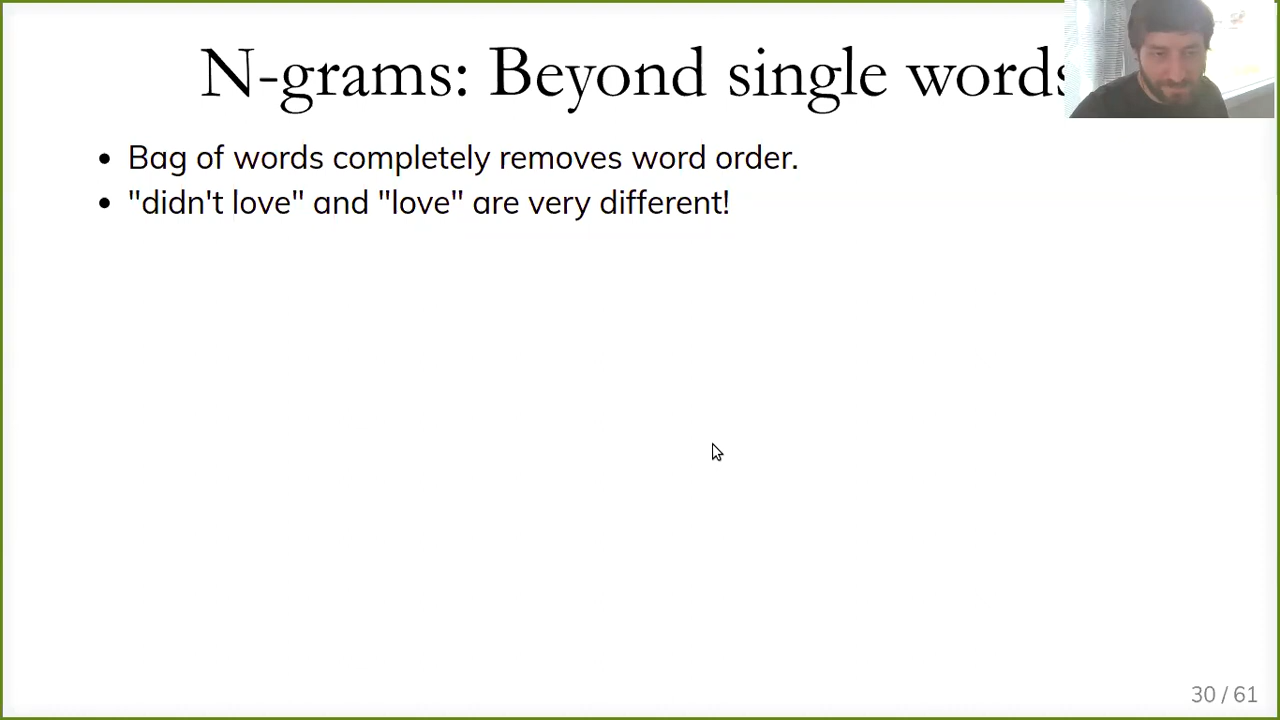 N-grams: Beyond single words
• Bag of words completely removes word order.
• "didn't love" and "love" are very different!
30 / 61